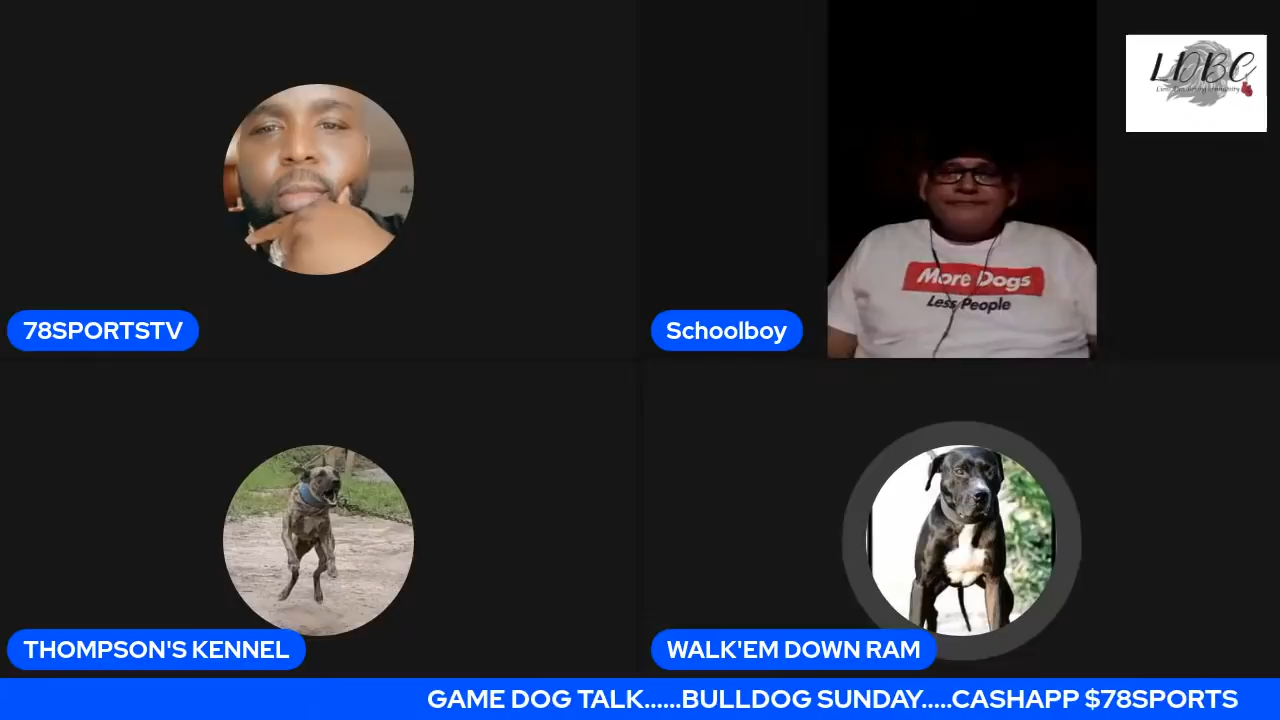 LDBC
78SPORTSTV
More Dogs
Less People
Schoolboy
THOMPSON'S KENNEL
WALK'EM DOWN RAM
GAME DOG TALK......BULLDOG SUNDAY.....CASHAPP $78SPORTS